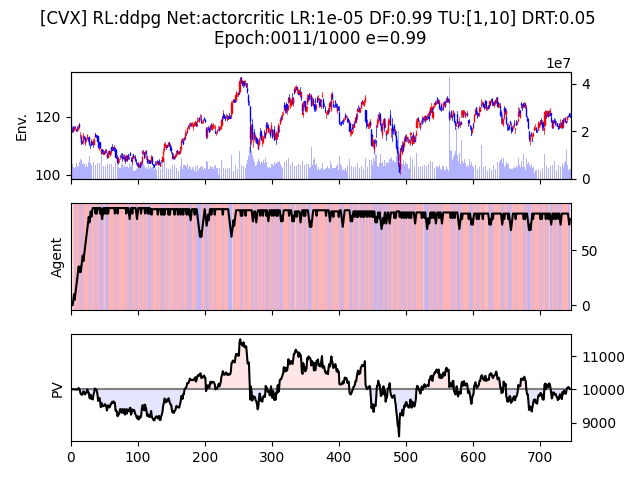 [CVX] RL:ddpg Net:actorcritic LR:1e-05 DF:0.99 TU:[1,10] DRT:0.05
Epoch:0011/1000 e=0.99
1e7
Env.
120
100
4
2
0
Agent
50
0
PV
11000
10000
9000
0 100 200 300 400 500 600 700